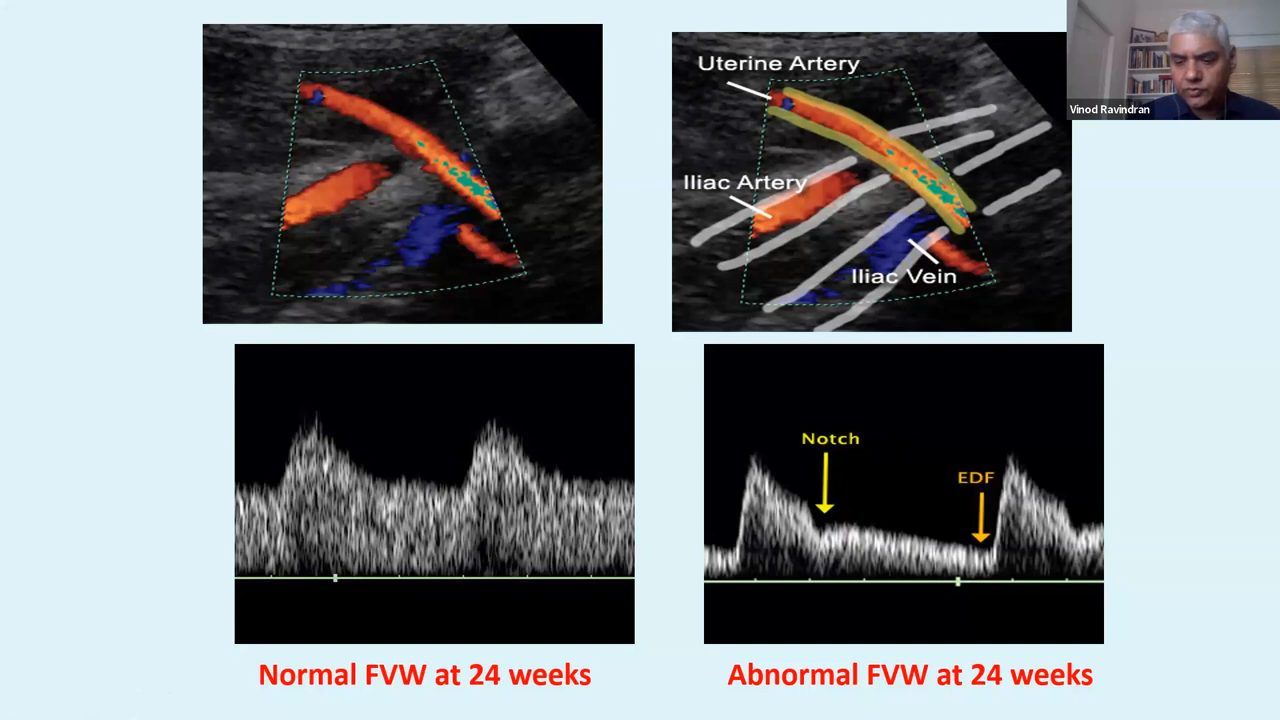 Uterine Artery
Iliac Artery
Iliac Vein
Vinod Ravindran
Notch
EDF
Normal FVW at 24 weeks
Abnormal FVW at 24 weeks